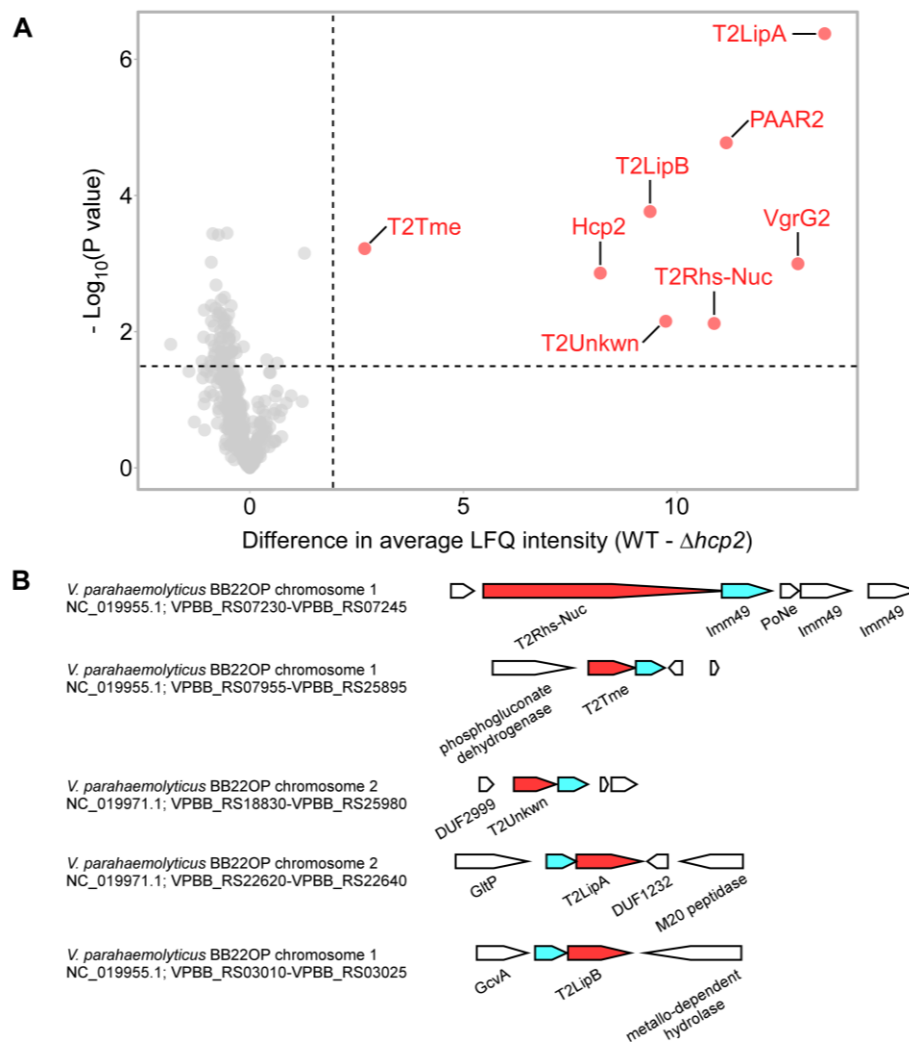 A
6
4
2
0
- Log10(P value)
T2LipA
PAAR2
T2LipB
VgrG2
Hcp2
T2Tme
T2Rhs-Nuc
T2Unkwn
0
5
10
Difference in average LFQ intensity (WT - Δhcp2)
B
V. parahaemolyticus BB22OP chromosome 1
NC_019955.1; VPBB_RS07230-VPBB_RS07245
T2Rhs-Nuc
Imm49
PoNe
Imm49
Imm49
V. parahaemolyticus BB22OP chromosome 1
NC_019955.1; VPBB_RS07955-VPBB_RS25895
phosphogluconate
dehydrogenase
T2Tme
V. parahaemolyticus BB22OP chromosome 2
NC_019971.1; VPBB_RS18830-VPBB_RS25980
DUF2999
T2Unkwn
V. parahaemolyticus BB22OP chromosome 2
NC_019971.1; VPBB_RS22620-VPBB_RS22640
GltP
T2LipA
DUF1232
M20 peptidase
V. parahaemolyticus BB22OP chromosome 1
NC_019955.1; VPBB_RS03010-VPBB_RS03025
GcvA
T2LipB
metallo-dependent
hydrolase